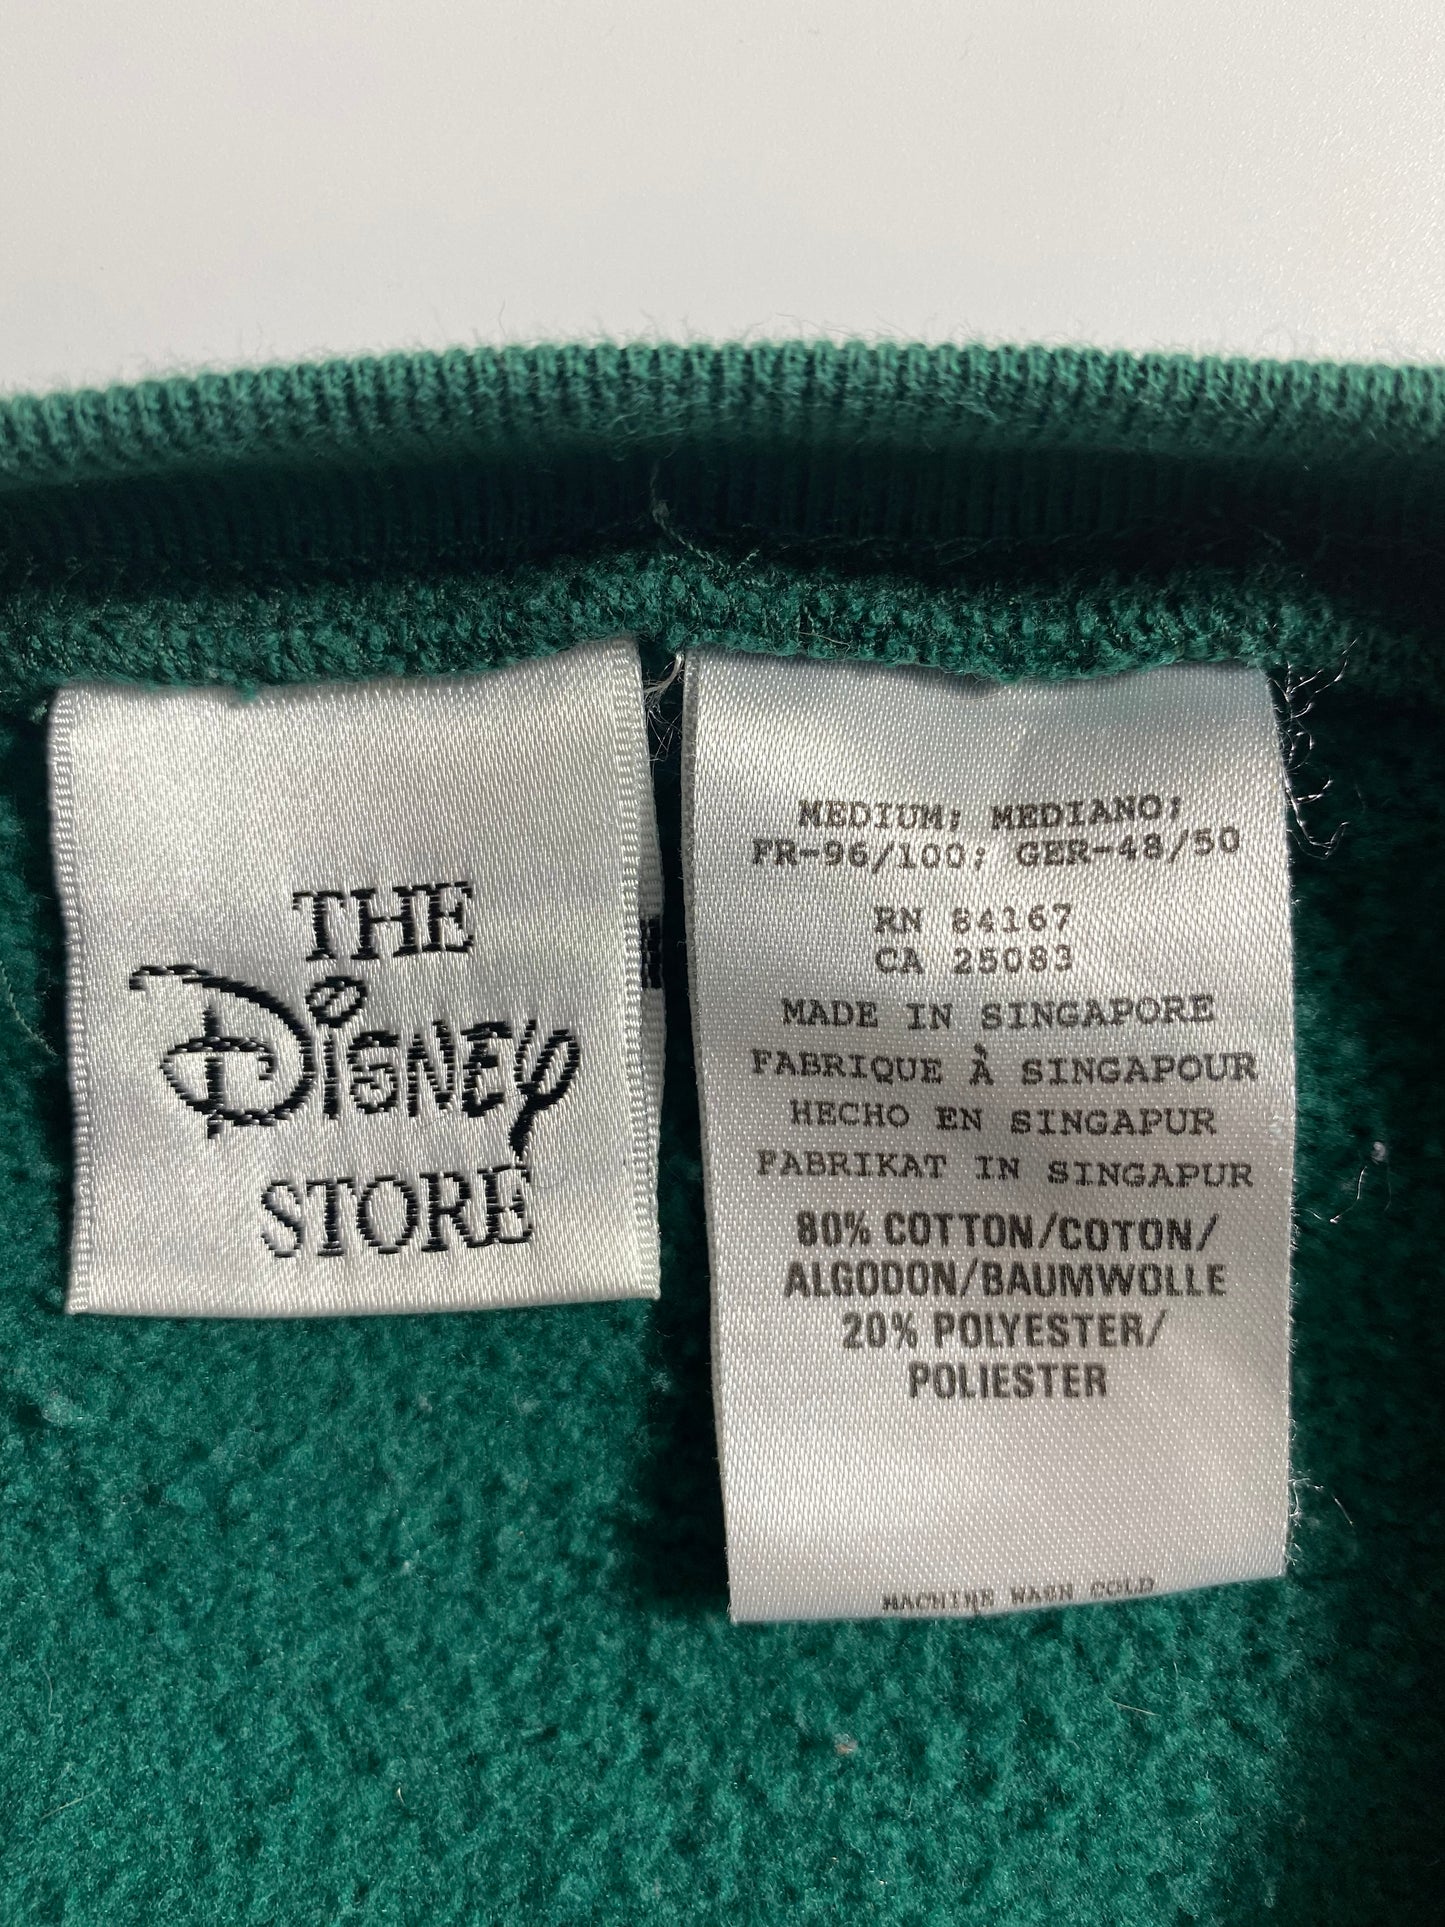 THE
Disney
STORE
MEDIUM; MEDIANO;
FR-96/100; GER-48/50
RN 84167
CA 25083
MADE IN SINGAPORE
FABRIQUE À SINGAPOUR
HECHO EN SINGAPUR
FABRIKAT IN SINGAPUR
80% COTTON/COTON/
ALGODON/BAUMWOLLE
20% POLYESTER/
POLIESTER
MACHINE WASH COLD